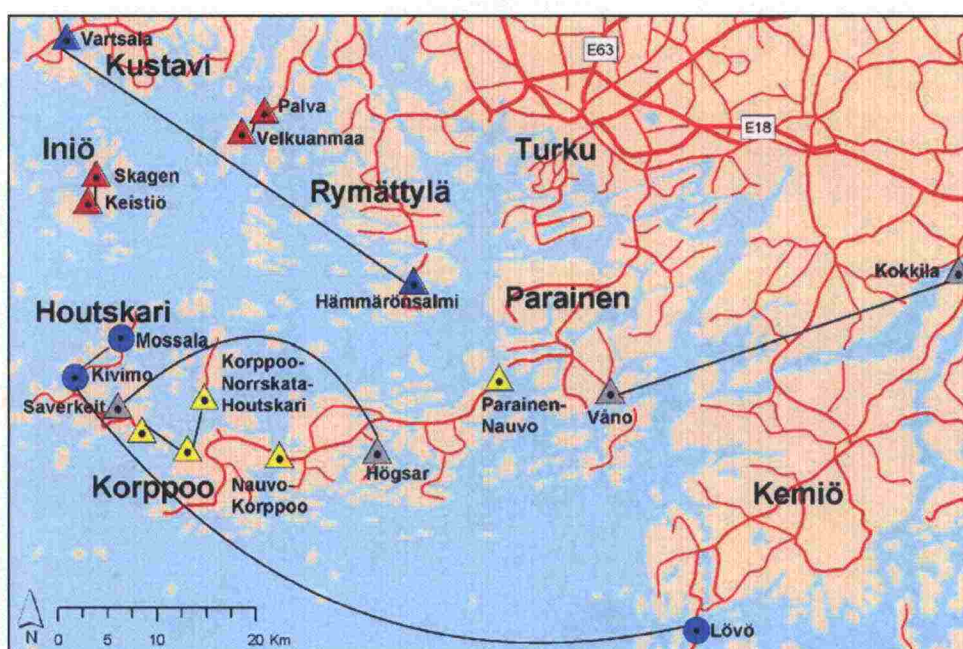 Vartsala
Kustavi
E63
Palva
Velkuanmaa
E18
Iniö
Turku
Skagen
Rymättylä
Keistiö
Kokkila
Hämmärönsalmi
Parainen
Houtskari
Mossala
Kivimo
Korppoo-
Norrskata-
Houtskari
Saverkeit
Parainen-
Nauvo
Våno
Högsar
Korppoo
Nauvo-
Korppoo
Kemiö
N
0 5 10 20 Km
Lövö